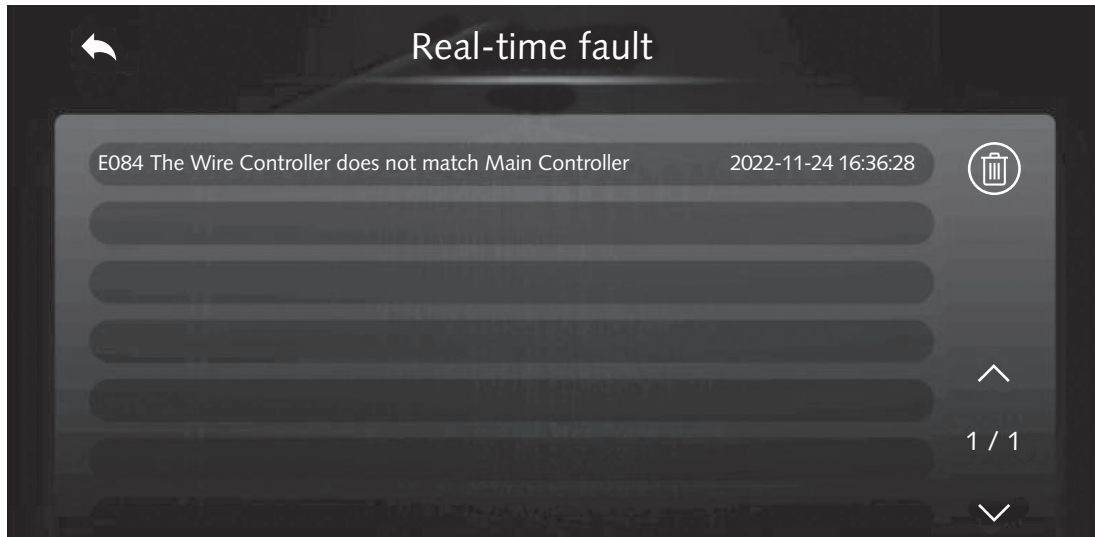 Real-time fault
E084 The Wire Controller does not match Main Controller 2022-11-24 16:36:28
1 / 1